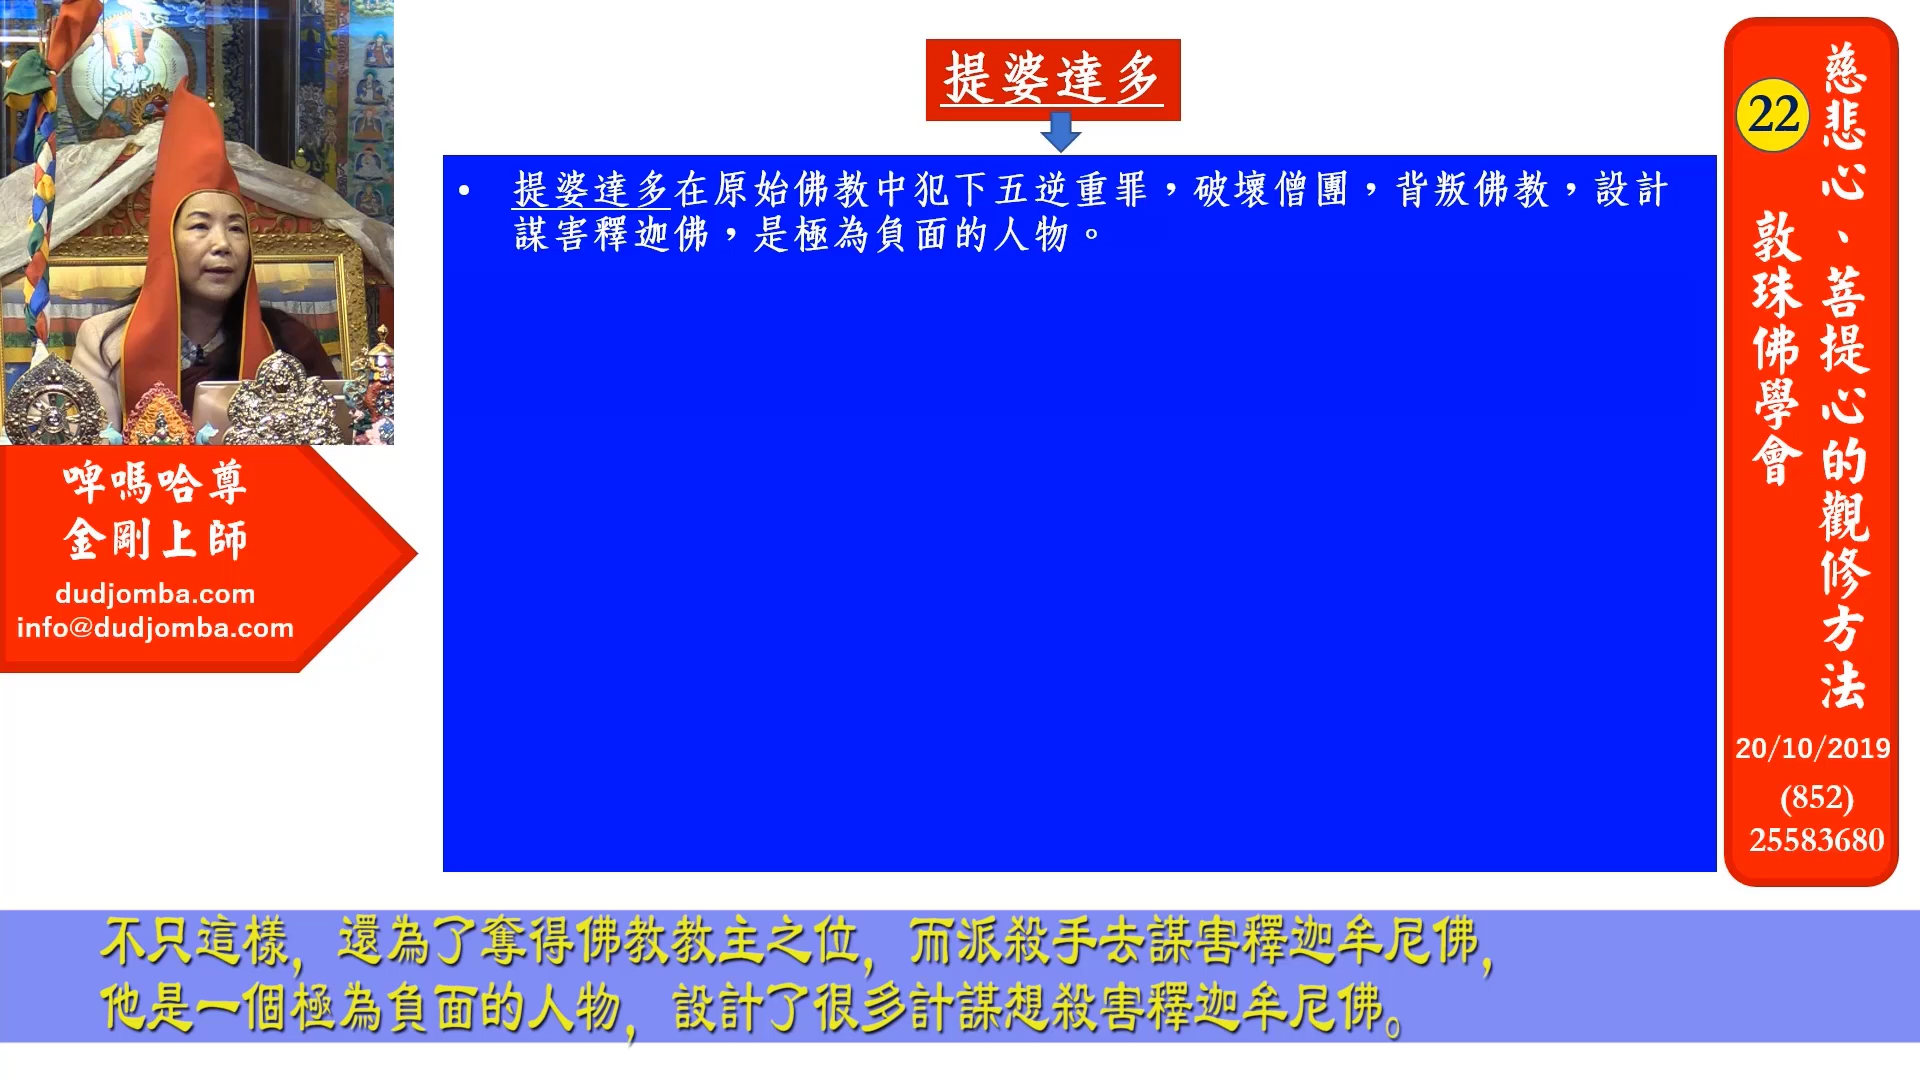 提婆達多
• 提婆達多在原始佛教中犯下五逆重罪，破壞僧團，背叛佛教，設計
謀害釋迦佛，是極為負面的人物。
啤嗎哈尊
金剛上師
dudjomba.com
info@dudjomba.com
22
慈悲心、菩提心的觀修方法
敦珠佛學會
20/10/2019
(852)
25583680
不只這樣，還為了奪得佛教教主之位，而派殺手去謀害釋迦牟尼佛，
他是一個極為負面的人物，設計了很多計謀想殺害釋迦牟尼佛。